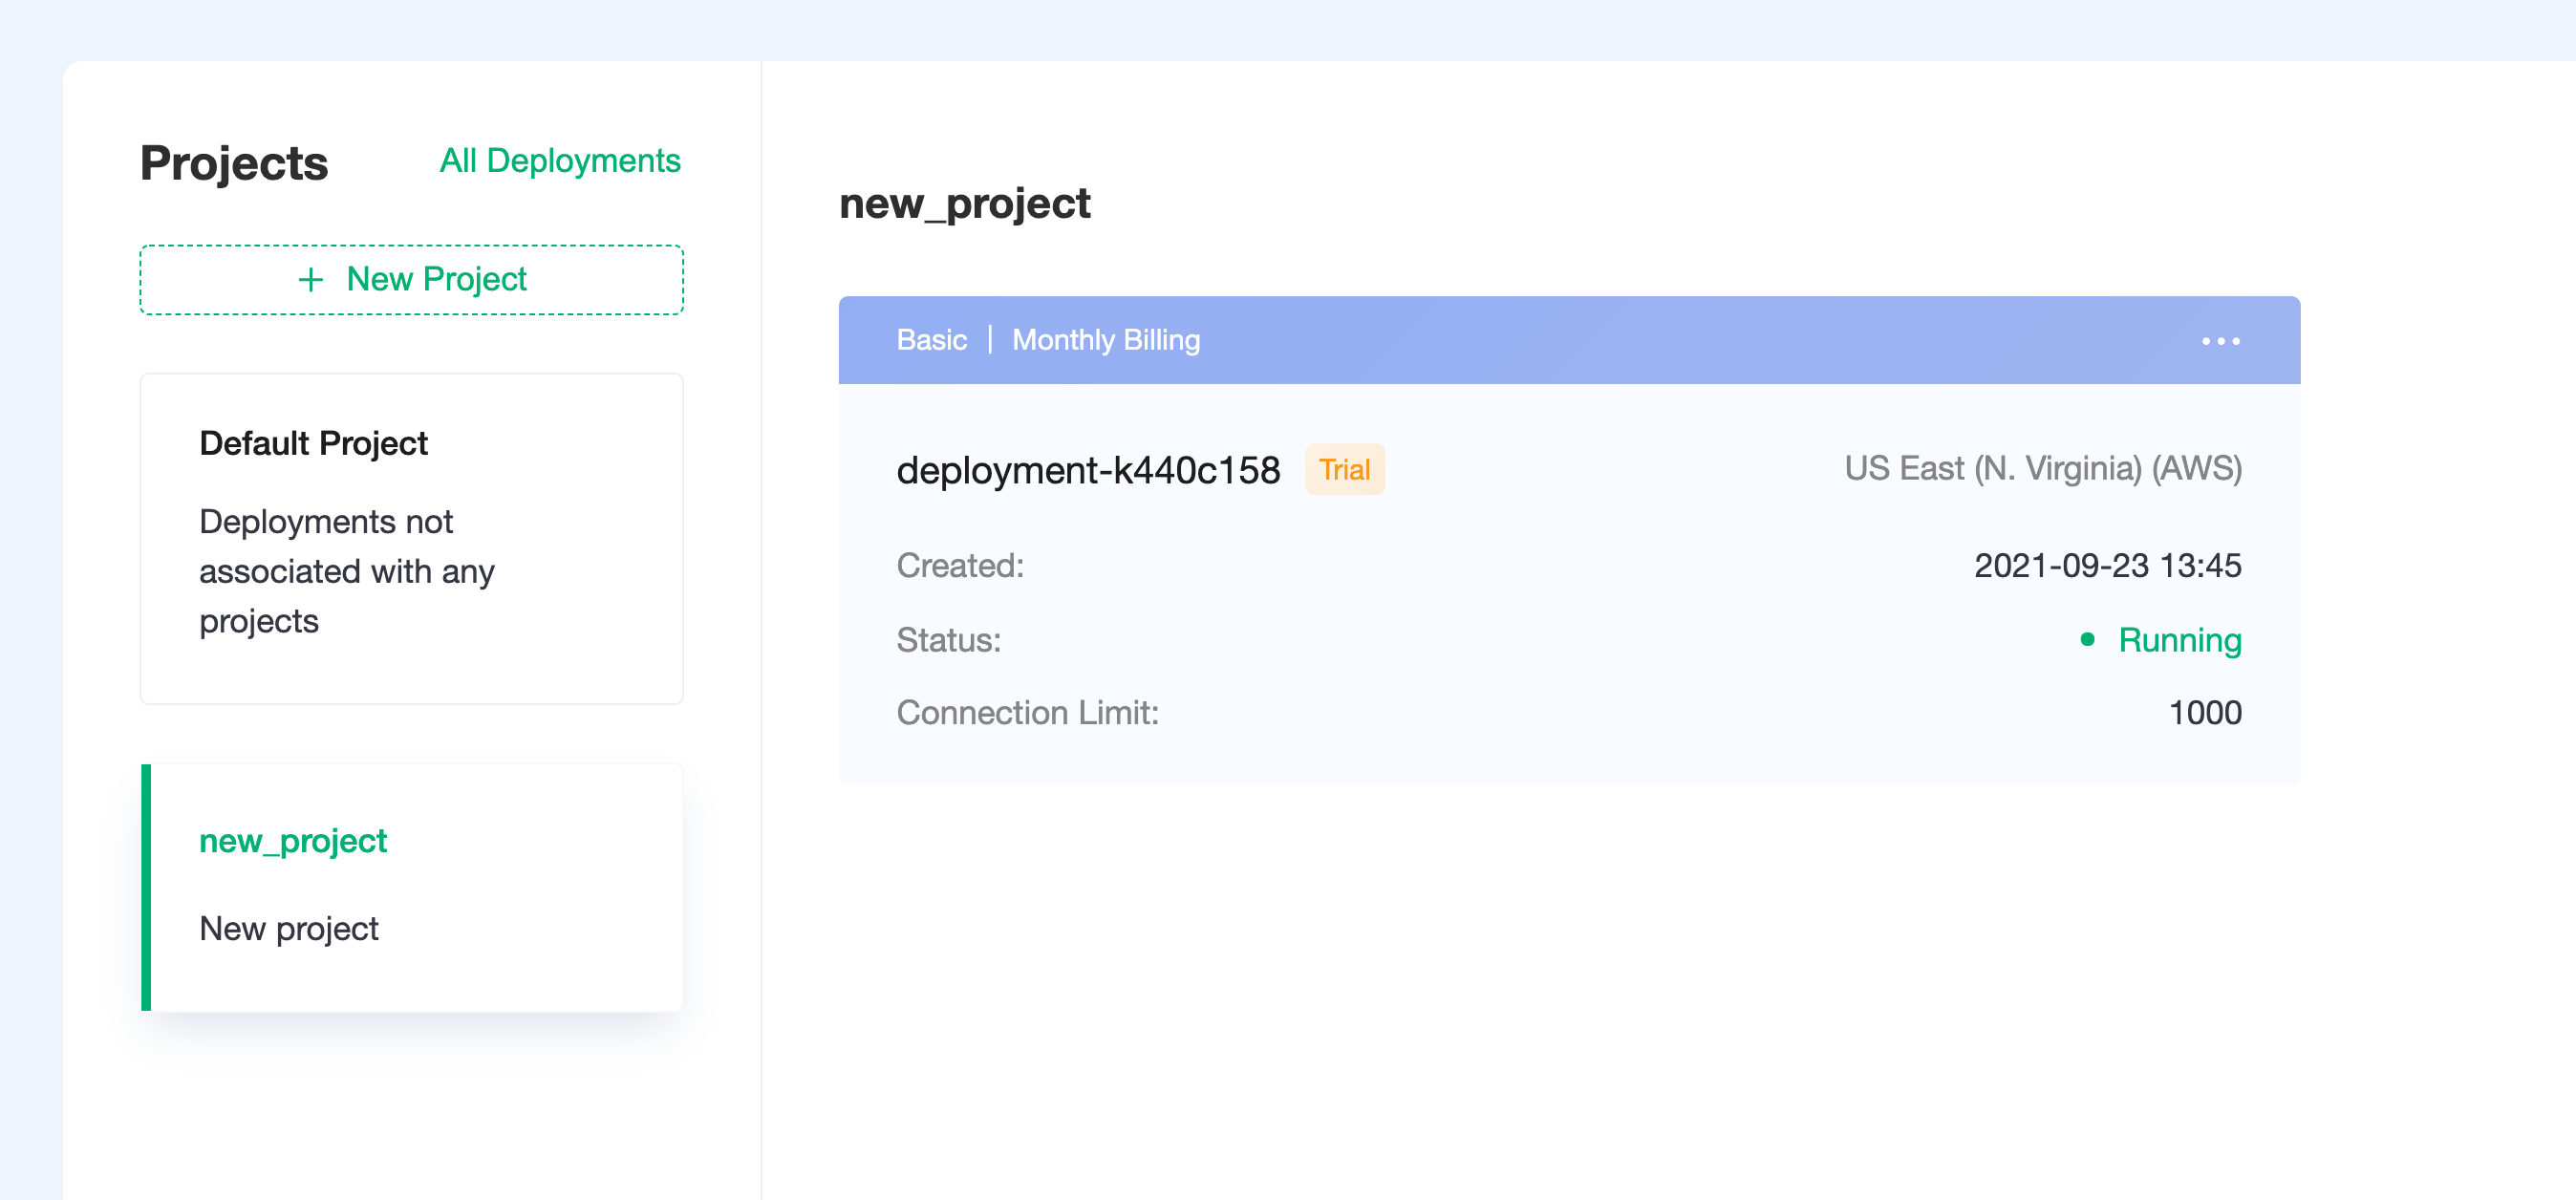 Projects
All Deployments
+ New Project
Default Project
Deployments not
associated with any
projects
new_project
New project
new_project
Basic | Monthly Billing
deployment-k440c158
Trial
US East (N. Virginia) (AWS)
Created:
2021-09-23 13:45
Status:
Running
Connection Limit:
1000